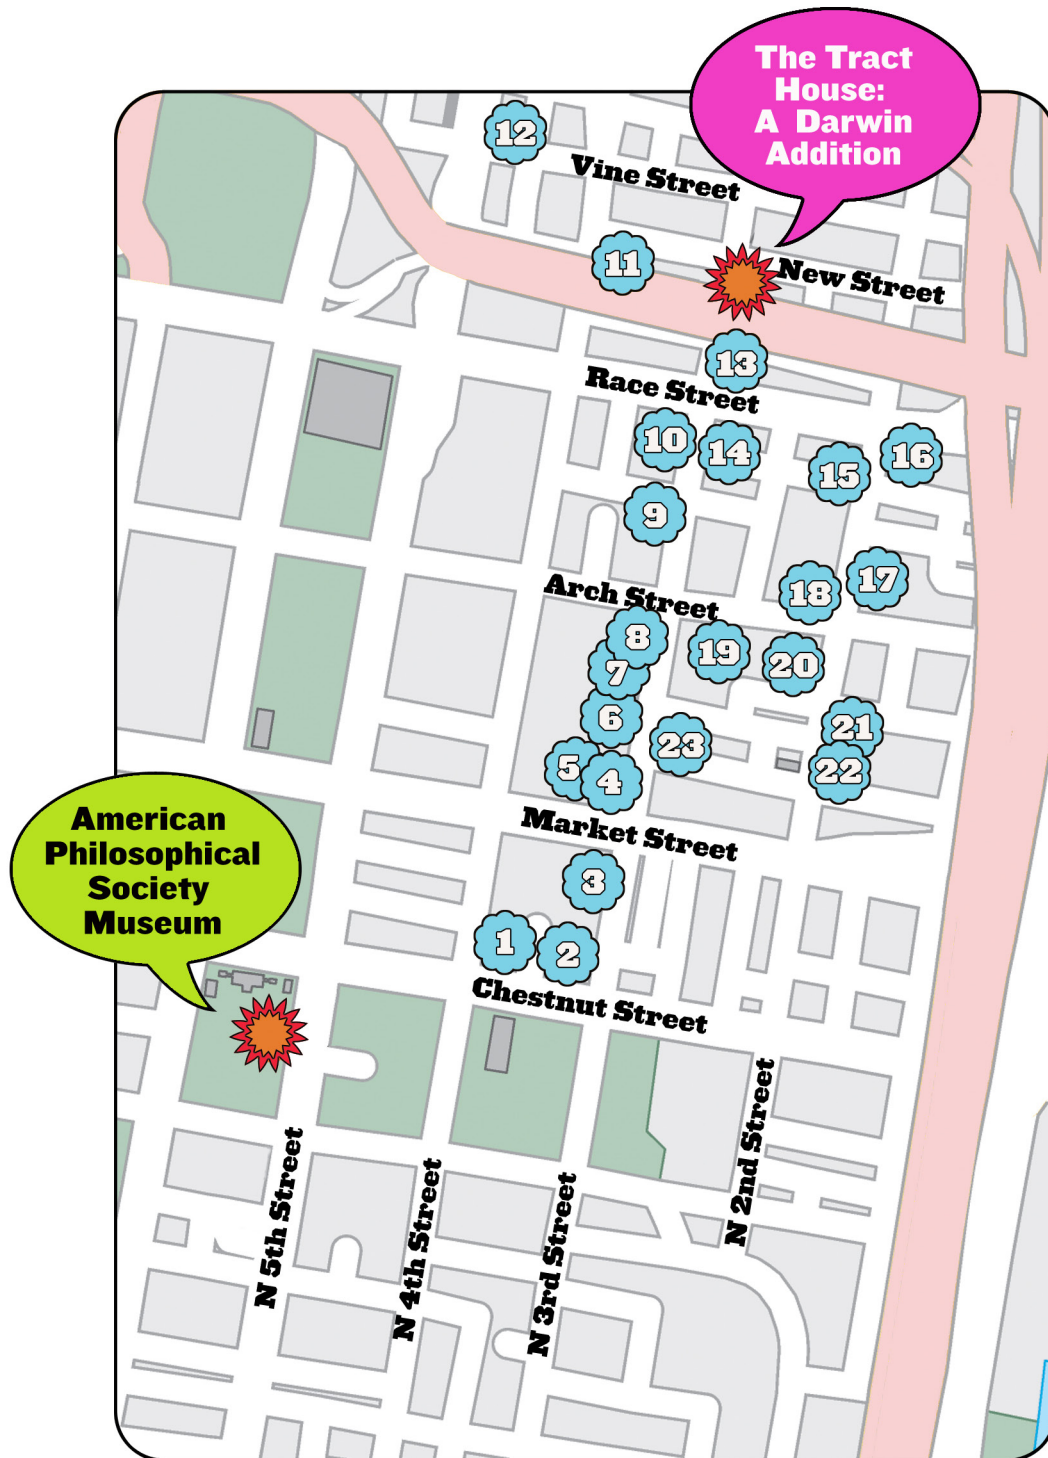 The Tract
House:
A Darwin
Addition
12
Vine Street
11
New Street
13
Race Street
10
14
16
15
9
17
18
Arch Street
8
19
20
7
6
21
23
5
4
22
Market Street
American
Philosophical
Society
Museum
3
1
2
Chestnut Street
N 2nd Street
N 5th Street
N 4th Street
N 3rd Street